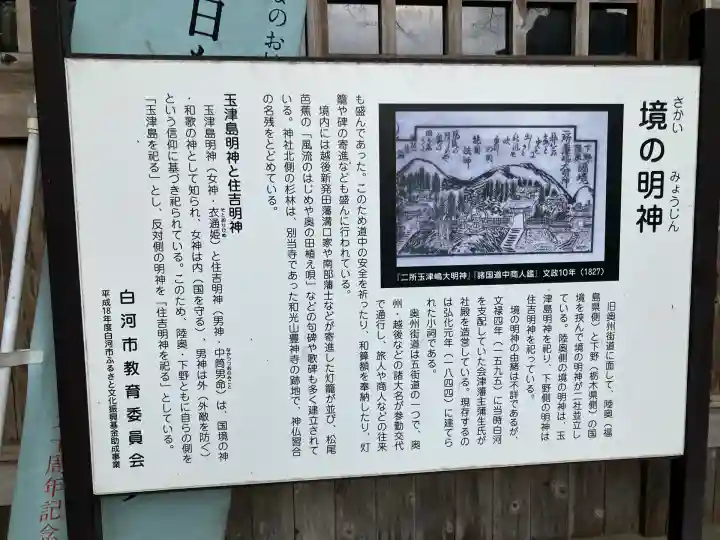 境の明神
さかい みょうじん
旧奥州街道に面して、陸奥（福
島県側）と下野（栃木県側）の国
境を挟んで境の明神が二社並立し
ている。陸奥側の境の明神は、玉
津島明神を祀り、下野側の明神は
住吉明神を祀っている。
境の明神の由緒は不詳であるが、
文禄四年（一五九五）に当時白河
を支配していた会津藩主蒲生氏が
社殿を造営している。現存するの
は弘化元年（一八四四）に建てら
れた小祠である。
奥州街道は五街道の一つで、奥
州・越後などの諸大名が参勤交代
で通行し、旅人や商人などの往来
も盛んであった。このため道中の安全を祈ったり、和算額を奉納したり、灯
籠や碑の寄進なども盛んに行われている。
境内には越後新発田藩溝口家や南部藩士などが寄進した灯籠が並び、松尾
芭蕉の「風流のはじめや奥の田植え唄」などの句碑や歌碑も多く建立されて
いる。神社北側の杉林は、別当寺であった和光山豊神寺の跡地で、神仏習合
の名残をとどめている。
『二所玉津嶋大明神』『諸国道中商人鑑』文政10年（1827）
玉津島明神と住吉明神
玉津島明神（女神・衣通姫）と住吉明神（男神・中筒男命）は、国境の神
・和歌の神として知られ、女神は内（国を守る）、男神は外（外敵を防ぐ）
という信仰に基づき祀られている。このため、陸奥・下野ともに自らの側を
「玉津島を祀る」とし、反対側の明神を「住吉明神を祀る」としている。
白河市教育委員会
平成18年度白河市ふるさと文化振興基金助成事業
のおい
周年記念